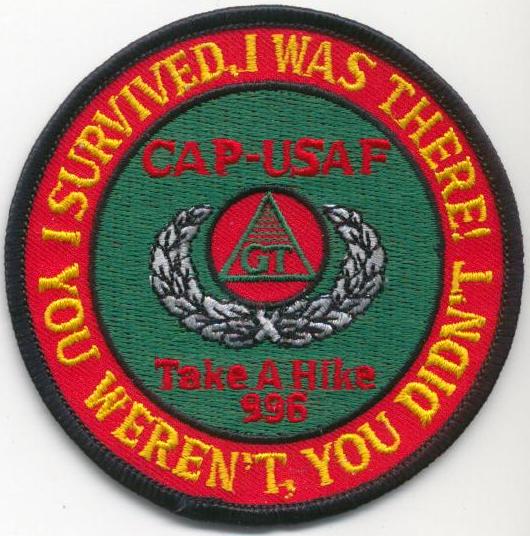 I SURVIVED, I WAS THERE!
CAP-USAF
GT
Take A Hike
996
YOU WEREN'T, YOU DIDN'T